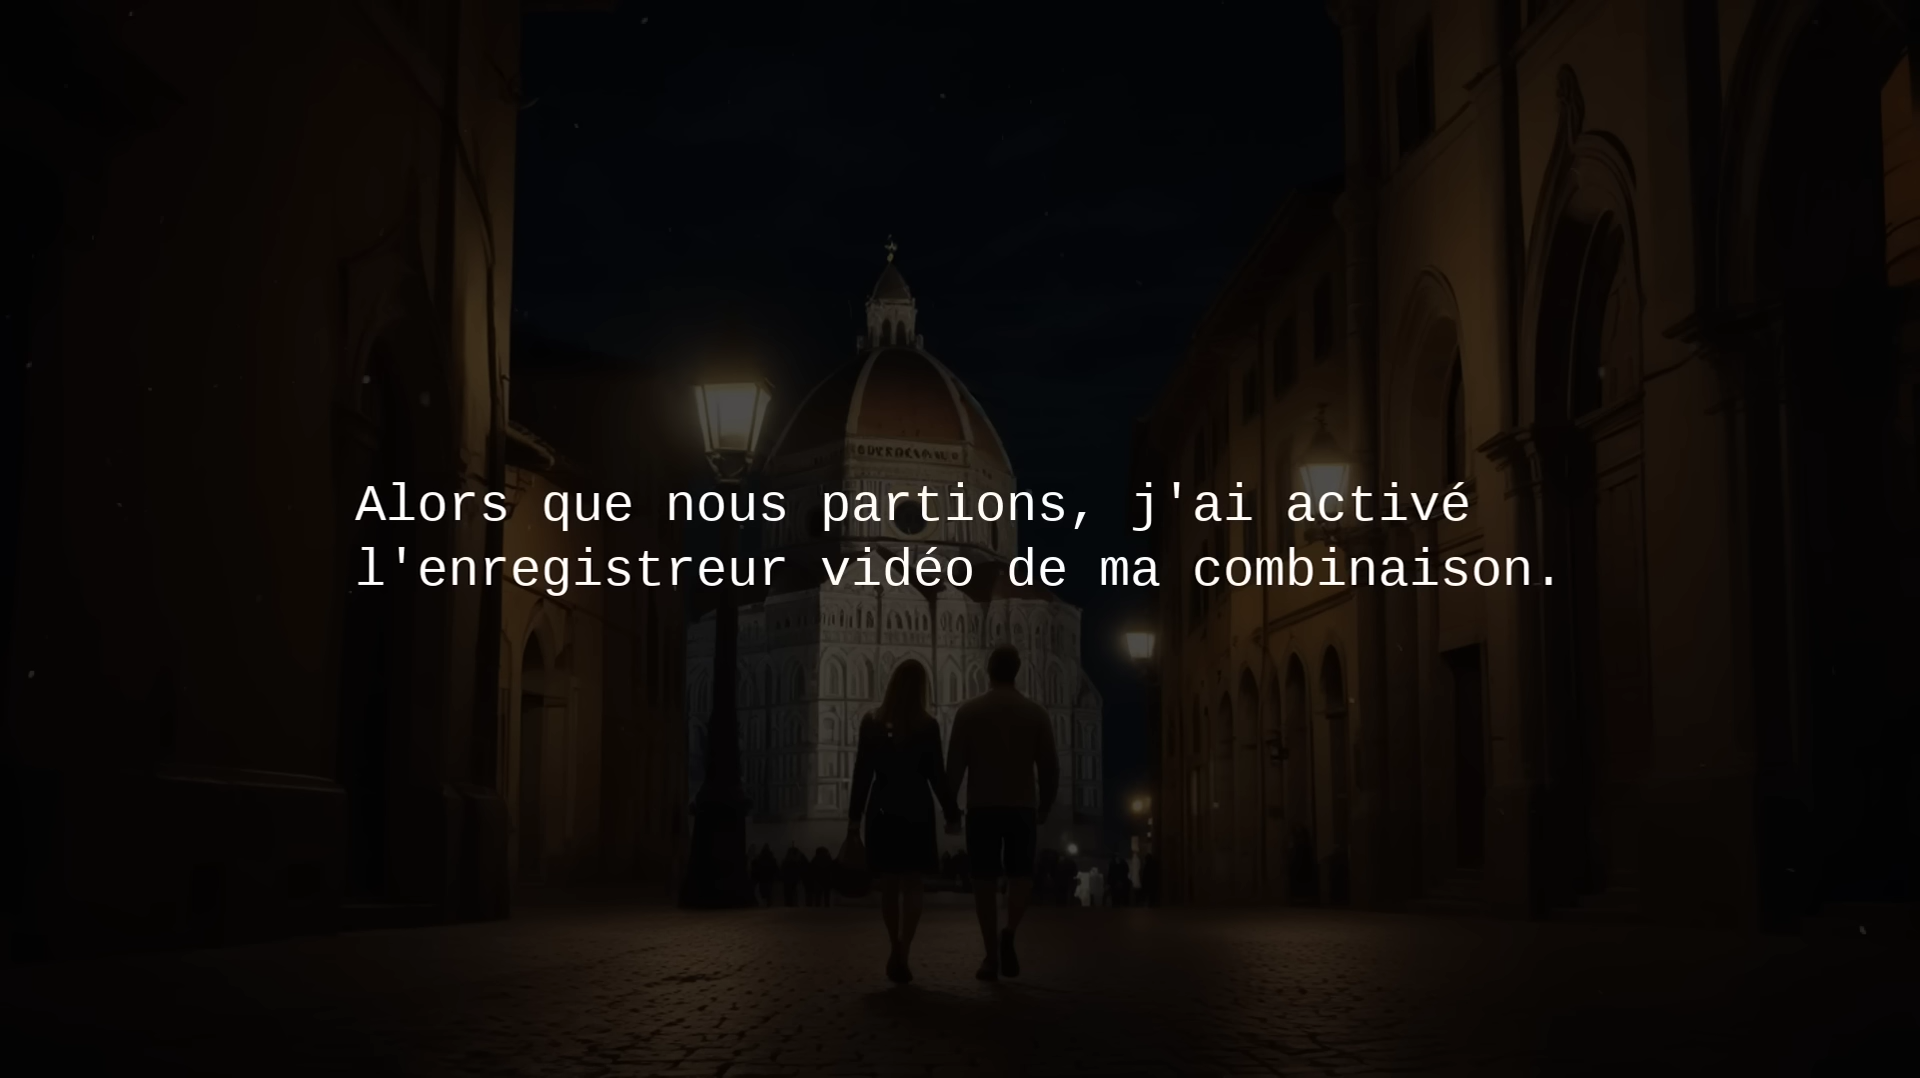 Alors que nous partions, j'ai activé
l'enregistreur vidéo de ma combinaison.